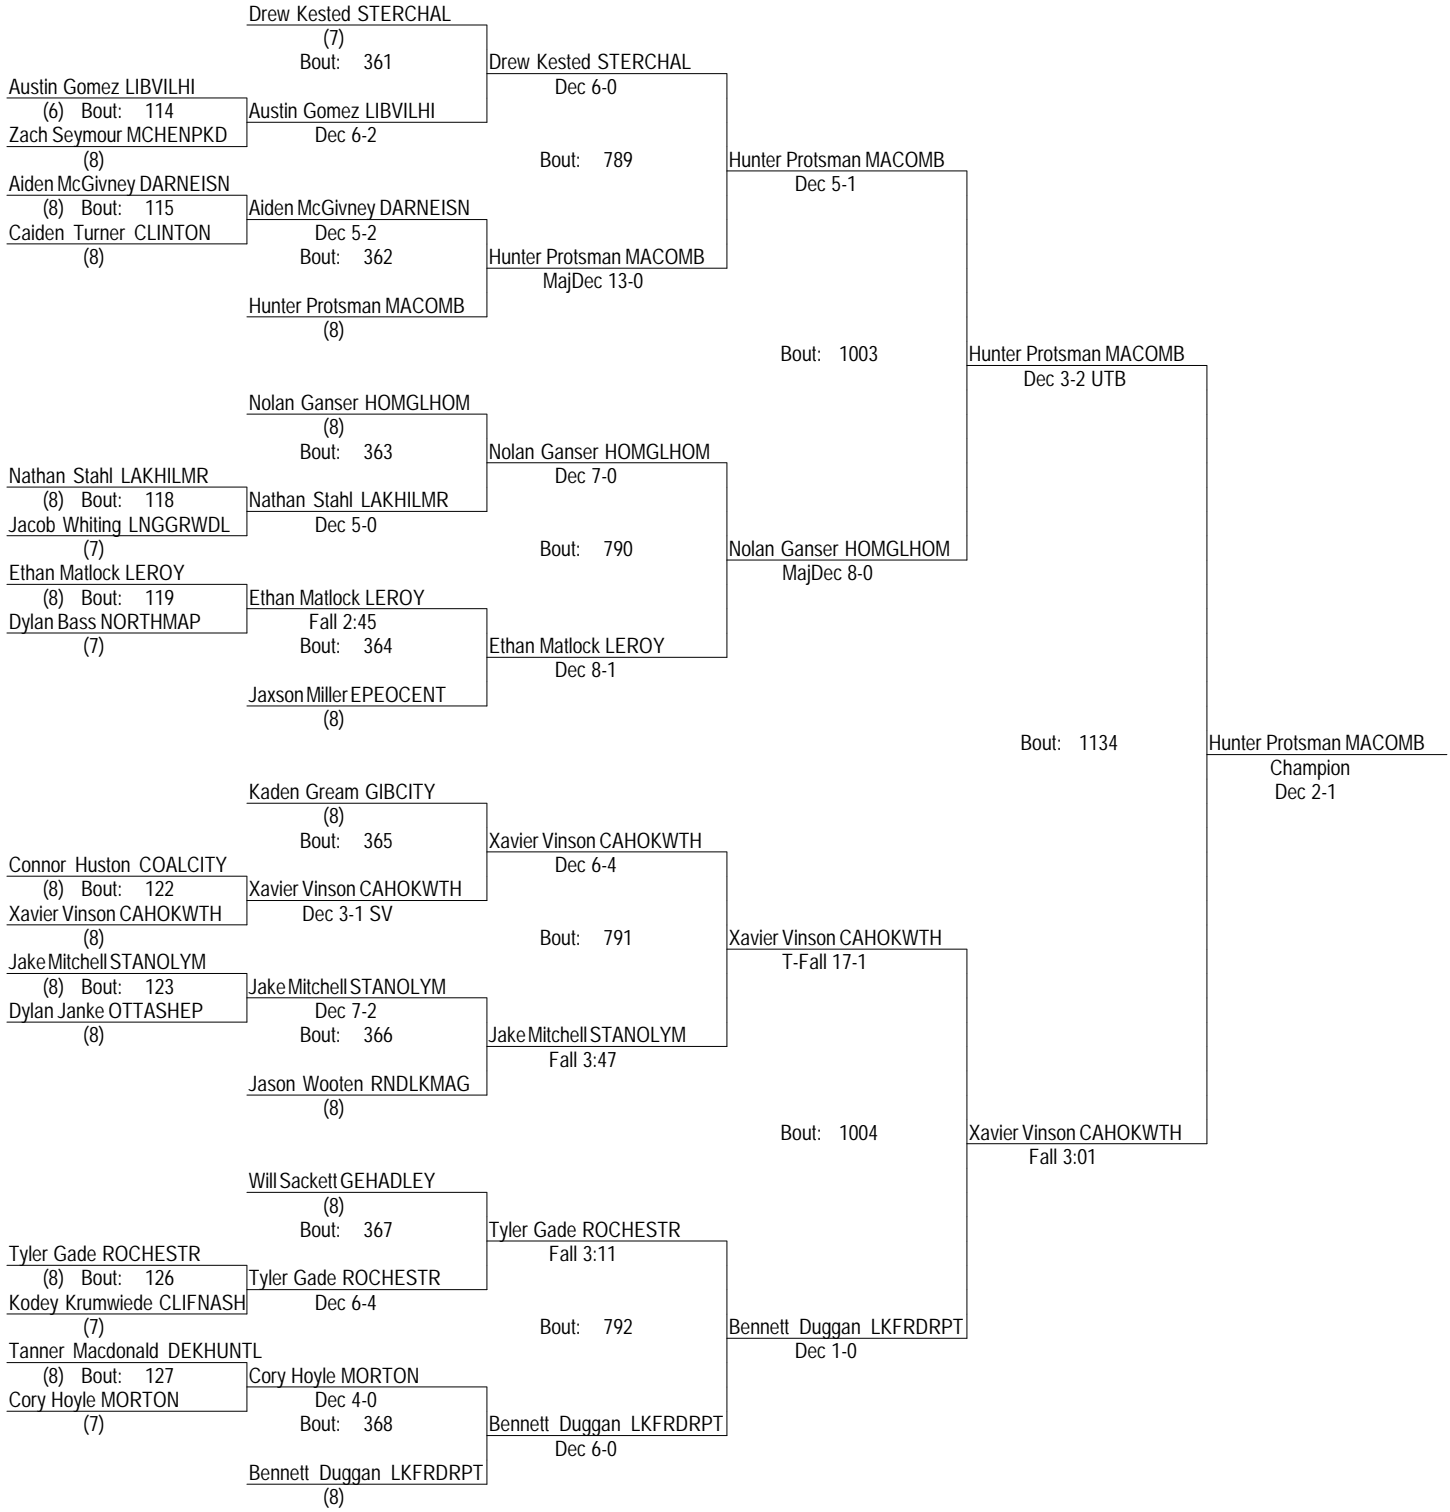 Drew Kested STERCHAL
(7)
Bout: 361
Drew Kested STERCHAL
Dec 6-0
Austin Gomez LIBVILHI
(6) Bout: 114
Austin Gomez LIBVILHI
Zach Seymour MCHENPKD
Dec 6-2
(8)
Bout: 789
Hunter Protsman MACOMB
Dec 5-1
Aiden McGivney DARNEISN
(8) Bout: 115
Aiden McGivney DARNEISN
Caiden Turner CLINTON
Dec 5-2
(8)
Bout: 362
Hunter Protsman MACOMB
MajDec 13-0
Hunter Protsman MACOMB
(8)
Bout: 1003
Hunter Protsman MACOMB
Dec 3-2 UTB
Nolan Ganser HOMGLHOM
(8)
Bout: 363
Nolan Ganser HOMGLHOM
Dec 7-0
Nathan Stahl LAKHILMR
(8) Bout: 118
Nathan Stahl LAKHILMR
Jacob Whiting LNGGRWDL
Dec 5-0
(7)
Bout: 790
Nolan Ganser HOMGLHOM
MajDec 8-0
Ethan Matlock LEROY
(8) Bout: 119
Ethan Matlock LEROY
Dylan Bass NORTHMAP
Fall 2:45
(7)
Bout: 364
Ethan Matlock LEROY
Dec 8-1
Jaxson Miller EPEOCENT
(8)
Bout: 1134
Hunter Protsman MACOMB
Champion
Dec 2-1
Kaden Gream GIBCITY
(8)
Bout: 365
Xavier Vinson CAHOKWTH
Dec 6-4
Connor Huston COALCITY
(8) Bout: 122
Xavier Vinson CAHOKWTH
Xavier Vinson CAHOKWTH
Dec 3-1 SV
(8)
Bout: 791
Xavier Vinson CAHOKWTH
T-Fall 17-1
Jake Mitchell STANOLYM
(8) Bout: 123
Jake Mitchell STANOLYM
Dylan Janke OTTASHEP
Dec 7-2
(8)
Bout: 366
Jake Mitchell STANOLYM
Fall 3:47
Jason Wooten RNDLKMAG
(8)
Bout: 1004
Xavier Vinson CAHOKWTH
Fall 3:01
Will Sackett GEHADLEY
(8)
Bout: 367
Tyler Gade ROCHESTR
Fall 3:11
Tyler Gade ROCHESTR
(8) Bout: 126
Tyler Gade ROCHESTR
Kodey Krumwiede CLIFNASH
Dec 6-4
(7)
Bout: 792
Bennett Duggan LKFRDRPT
Dec 1-0
Tanner Macdonald DEKHUNTL
(8) Bout: 127
Cory Hoyle MORTON
Cory Hoyle MORTON
Dec 4-0
(7)
Bout: 368
Bennett Duggan LKFRDRPT
Dec 6-0
Bennett Duggan LKFRDRPT
(8)